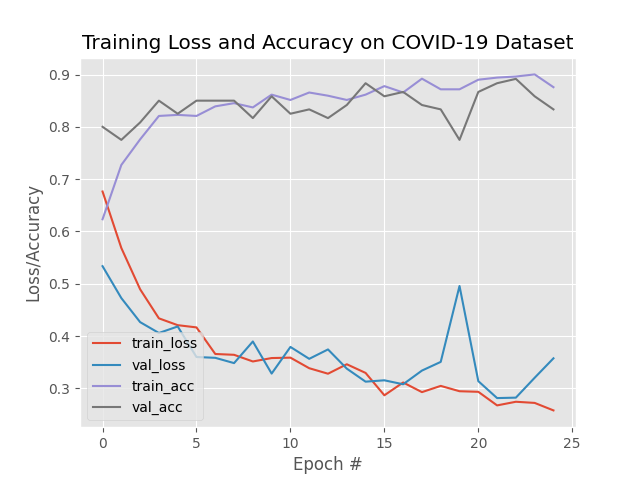 Training Loss and Accuracy on COVID-19 Dataset
Loss/Accuracy
0.9
0.8
0.7
0.6
0.5
0.4
0.3
train_loss
val_loss
train_acc
val_acc
0 5 10 15 20 25
Epoch #